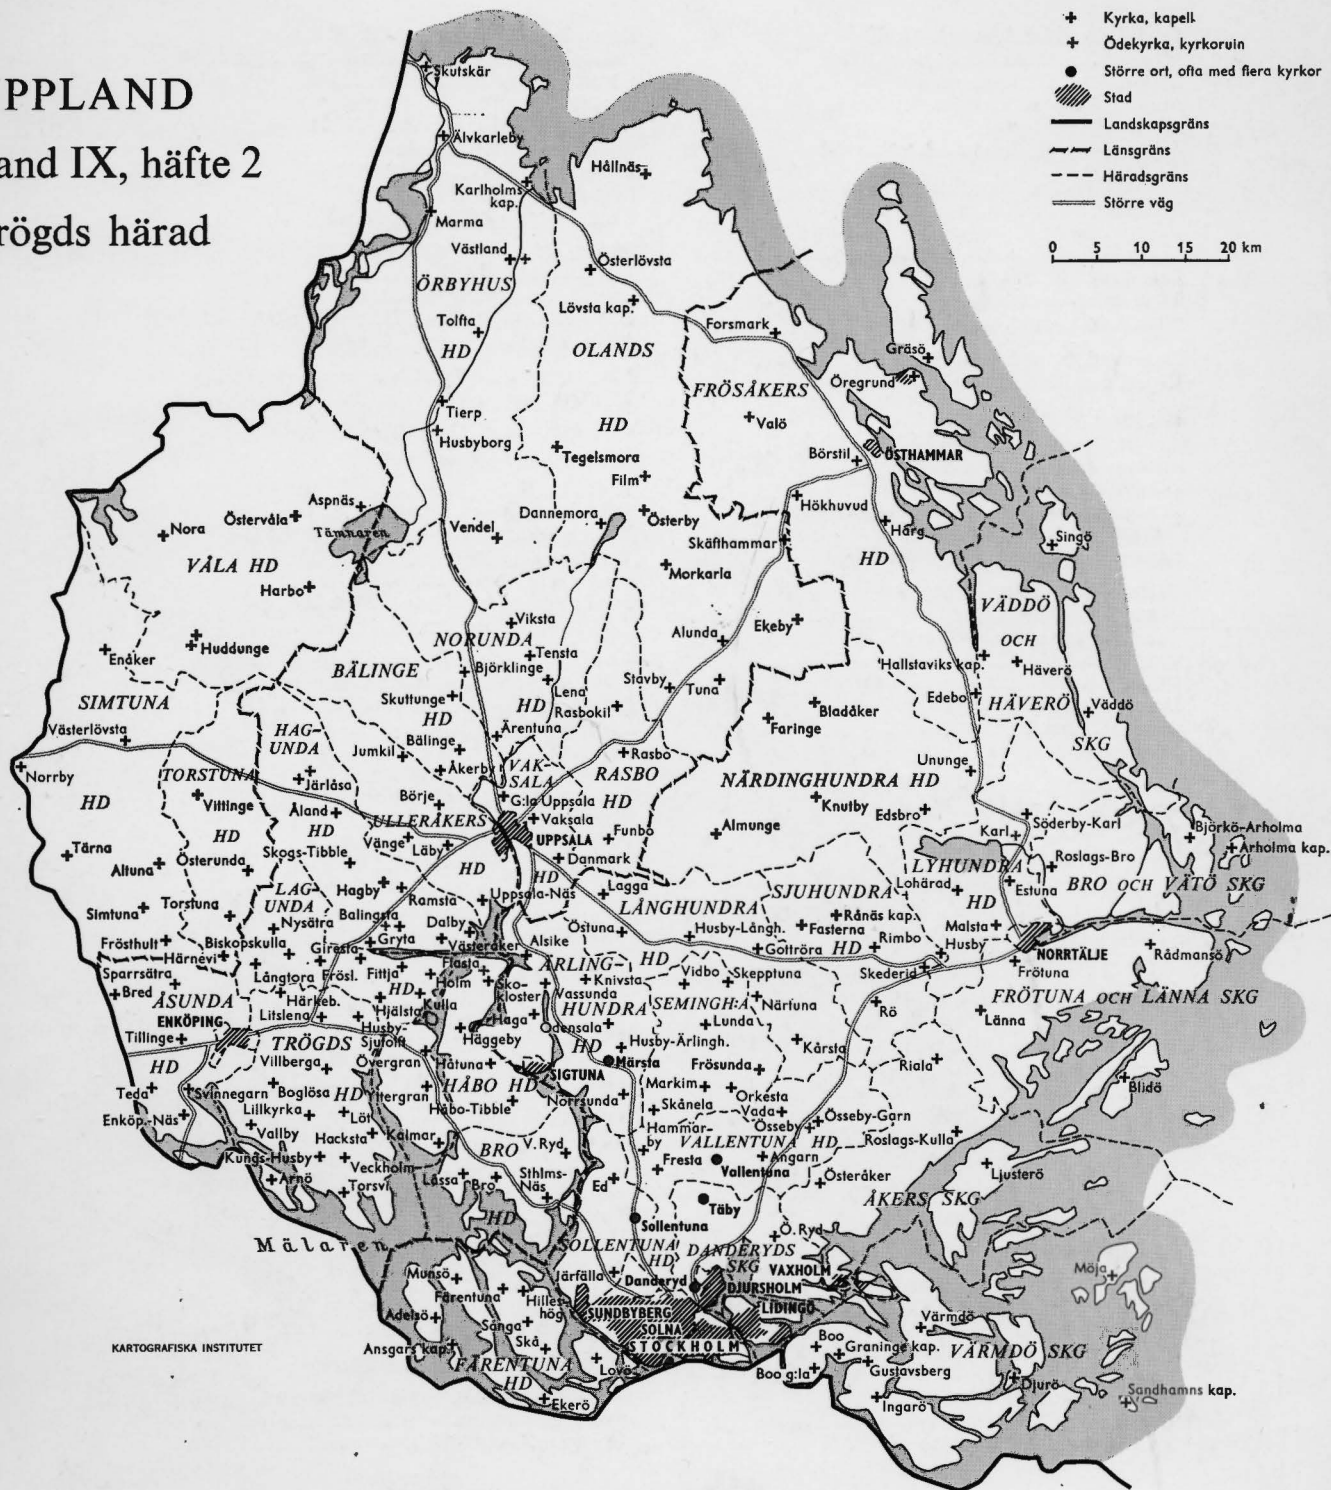 PPLAND
and IX, häfte 2
rögds härad
Kyrka, kapell
Ödekyrka, kyrkoruin
Större ort, ofta med flera kyrkor
Stad
Landskapsgräns
Länsgräns
Häradsgräns
Större väg
0 5 10 15 20 km
Skutskär
Älvkarleby
Hållnäs
Karlholms
kap.
Marma
Västland
Österlövsta
ÖRBYHUS
Lövsta kap.
Tolfta
Forsmark
HD
OLANDS
Gräsö
Öregrund
FRÖSÅKERS
Tierp
Valö
HD
Husbyborg
Tegelsmora
Börstil
ÖSTHAMMAR
Film
Aspnäs
Hökhuvud
Östervåla
Dannemora
Österby
Nora
Tämnaren
Vendel
Skäfthammar
Harg
Singö
HD
VÅLA HD
Morkarla
Harbo
VÄDDÖ
Viksta
Ekeby
NORUNDA
Alunda
OCH
Huddunge
Enåker
Tensta
BÄLINGE
Björklinge
Hallstaviks kap.
Häverö
Lena
Stavby
Tuna
SIMTUNA
Skuttunge
HD
Rasbokil
Edebo
HÄVERÖ
Bladåker
Väddö
Faringe
HD
HAG-
UNDA
Ärentuna
Västerlövsta
Bälinge
SKG
Jumkil
Rasbo
VAK-
SALA
Norrby
Åkerby
RASBO
Ununge
TORSTUNA
NÄRDINGHUNDRA HD
Järlåsa
HD
Vittinge
Börje
G:la Uppsala
HD
Knutby
Åland
Edsbro
Söderby-Karl
ULLERÅKERS
Vaksala
HD
HD
Funbo
Almunge
Karl
Björkö-Arholma
Vänge
UPPSALA
Arholma kap.
Tärna
Läby
Altuna
Österunda
Skogs-Tibble
Danmark
Roslags-Bro
LYHUNDRA
HD
HD
Hagby
Lagga
SJUHUNDRA
Lohärad
Estuna
BRO OCH VÄTÖ SKG
LAG-
UNDA
Ramsta
Uppsala-Näs
LÅNGHUNDRA
HD
Simtuna
Torstuna
Rånäs kap.
Nysätra
Balingsta
Dalby
Fasterna
Malsta
Östuna
Husby-Långh.
Frösthult
Biskopskulla
Gryta
Västeråker
Alsike
Rimbo
Husby
Härnevi
Giresta
Gottröra
HD
NORRTÄLJE
Rådmansö
Sparrsätra
Långtora
Frösl.
Fittja
Flasta
ÄRLING-
HD
Skederid
Frötuna
Bred
Holm
Sko-
kloster
Knivsta
Vidbo
Skepptuna
ÅSUNDA
Härkeb.
HD
Vassunda
Hjälsta
Kulla
HUNDRA
SEMINGH:A
Närtuna
FRÖTUNA OCH LÄNNA SKG
ENKÖPING
Litslena
Haga
Rö
Länna
Husby-
Sjutolft
Odensala
Lunda
Tillinge
TRÖGDS
Häggeby
HD
Husby-Ärlingh.
Kårsta
HD
Villberga
Övergran
Håtuna
Märsta
Frösunda
Riala
Teda
HÅBO HD
SIGTUNA
Markim
Blidö
Svinnegarn
Boglösa
HD
Yttergran
Norrsunda
Orkesta
Lillkyrka
Håbo-Tibble
Skånela
Enköp.-Näs
Löt
Vada
Össeby-Garn
Vallby
Hammar-
by
Össeby
Hacksta
Kalmar
BRO
V.Ryd
VALLENTUNA HD
Roslags-Kulla
Kungs-Husby
Veckholm
Fresta
Angarn
Ljusterö
Arnö
Torsvi
Låssa
Bro
Sthlms-
Näs
Ed
Vallentuna
Österåker
Täby
ÅKERS SKG
HD
Sollentuna
Mälaren
Ö.Ryd
SOLLENTUNA
HD
DANDERYDS
SKG
VAXHOLM
Möja
Munsö
Järfälla
Danderyd
DJURSHOLM
Färentuna
Hilles-
hög
LIDINGÖ
Adelsö
SUNDBYBERG
Sånga
SOLNA
Värmdö
KARTOGRAFISKA INSTITUTET
Ansgars kap.
Skå
STOCKHOLM
Boo
Graninge kap.
VÄRMDÖ SKG
FÄRENTUNA
HD
Lovö
Boo g:la
Gustavsberg
Djurö
Sandhamns kap.
Ekerö
Ingarö